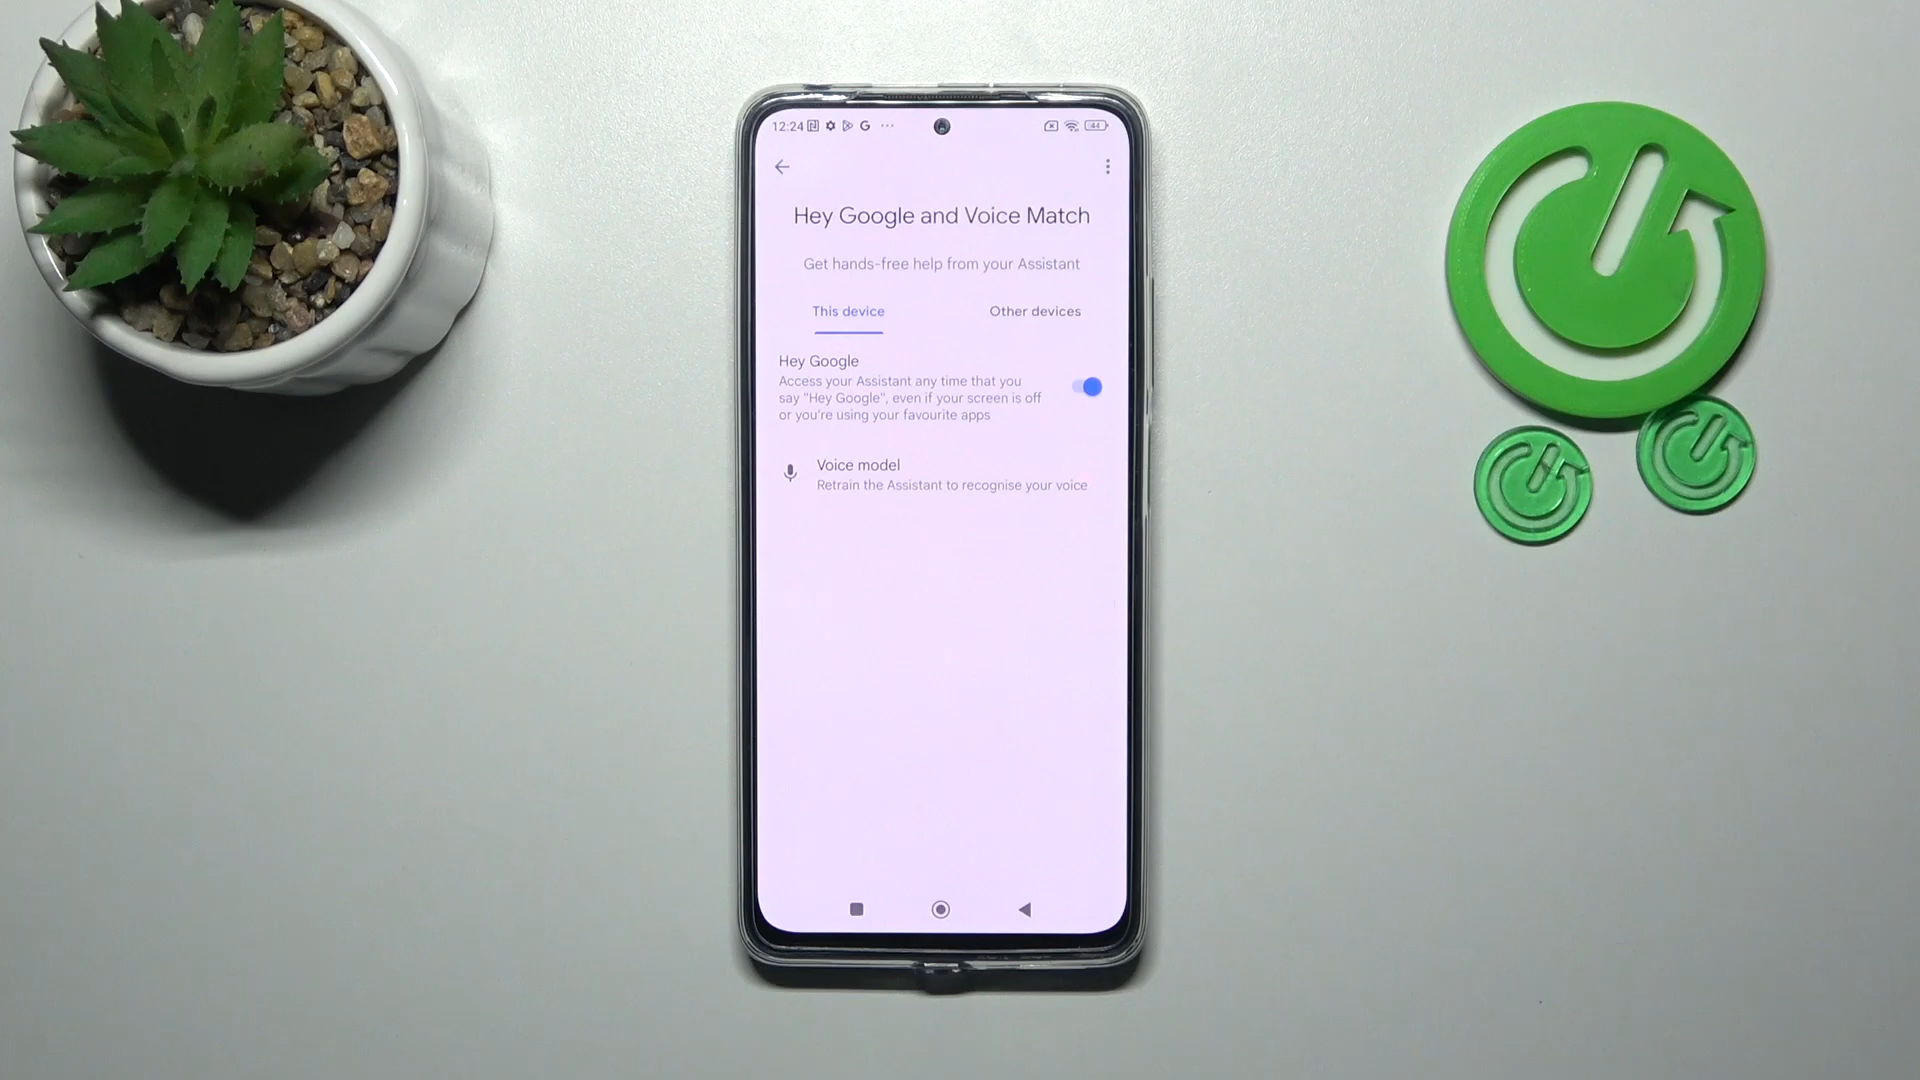 12:24
44
Hey Google and Voice Match
Get hands-free help from your Assistant
This device
Other devices
Hey Google
Access your Assistant any time that you
say "Hey Google", even if your screen is off
or you're using your favourite apps
Voice model
Retrain the Assistant to recognise your voice